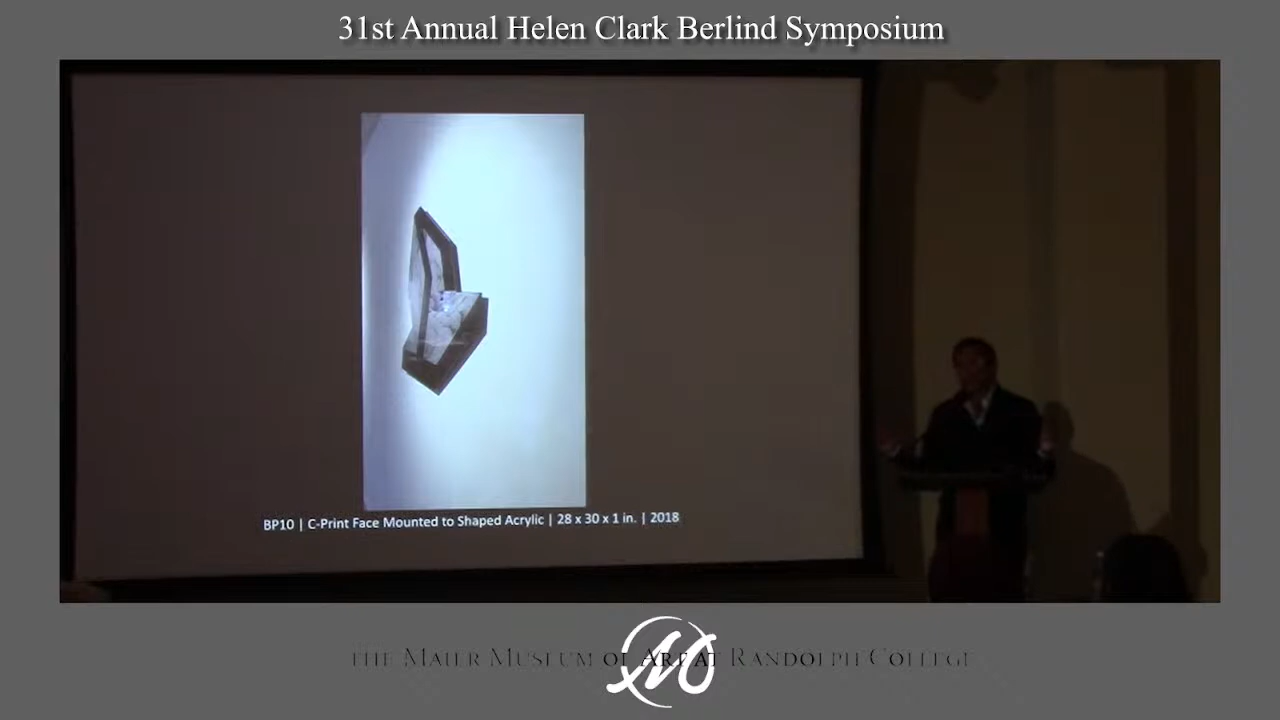 31st Annual Helen Clark Berlind Symposium
BP10 | C-Print Face Mounted to Shaped Acrylic | 28 x 30 x 1 in. | 2018
The Maier Museum of Art at Randolph College